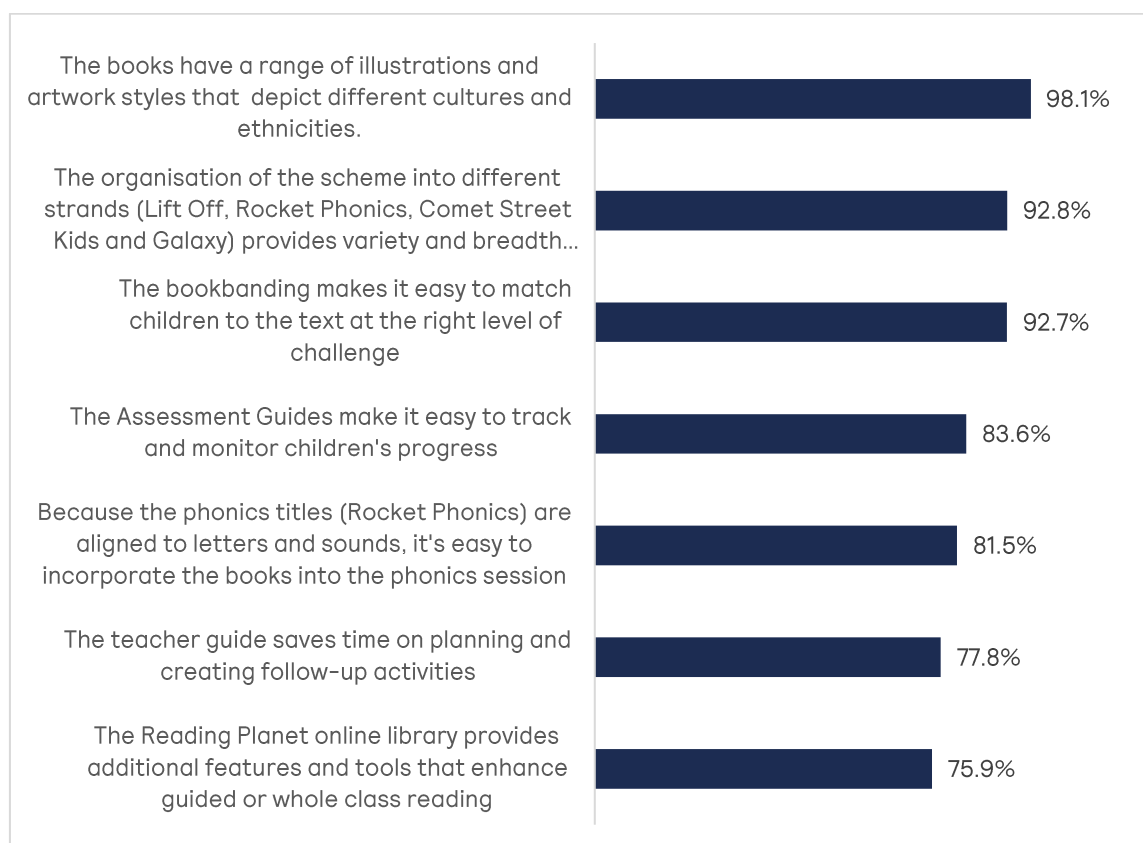 The books have a range of illustrations and
artwork styles that  depict different cultures and
ethnicities.
98.1%
The organisation of the scheme into different
strands (Lift Off, Rocket Phonics, Comet Street
Kids and Galaxy) provides variety and breadth...
92.8%
The bookbanding makes it easy to match
children to the text at the right level of
challenge
92.7%
The Assessment Guides make it easy to track
and monitor children's progress
83.6%
Because the phonics titles (Rocket Phonics) are
aligned to letters and sounds, it's easy to
incorporate the books into the phonics session
81.5%
The teacher guide saves time on planning and
creating follow-up activities
77.8%
The Reading Planet online library provides
additional features and tools that enhance
guided or whole class reading
75.9%